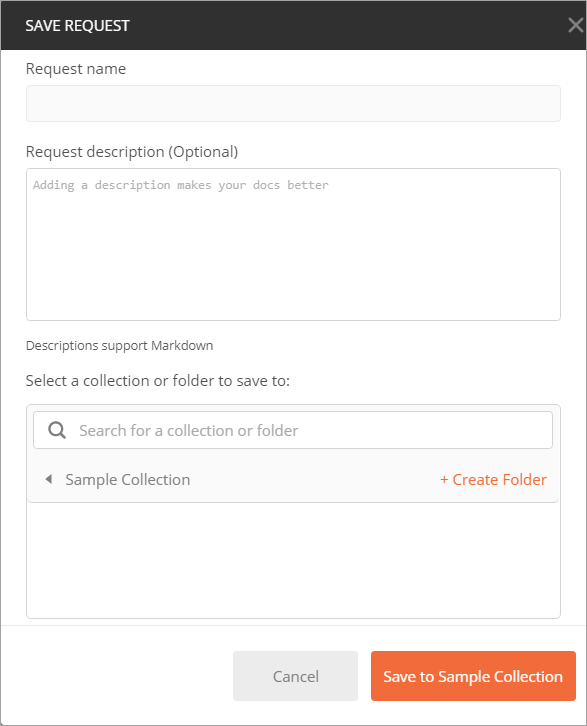 SAVE REQUEST
Request name
Request description (Optional)
Adding a description makes your docs better
Descriptions support Markdown
Select a collection or folder to save to:
Search for a collection or folder
Sample Collection + Create Folder
Cancel Save to Sample Collection